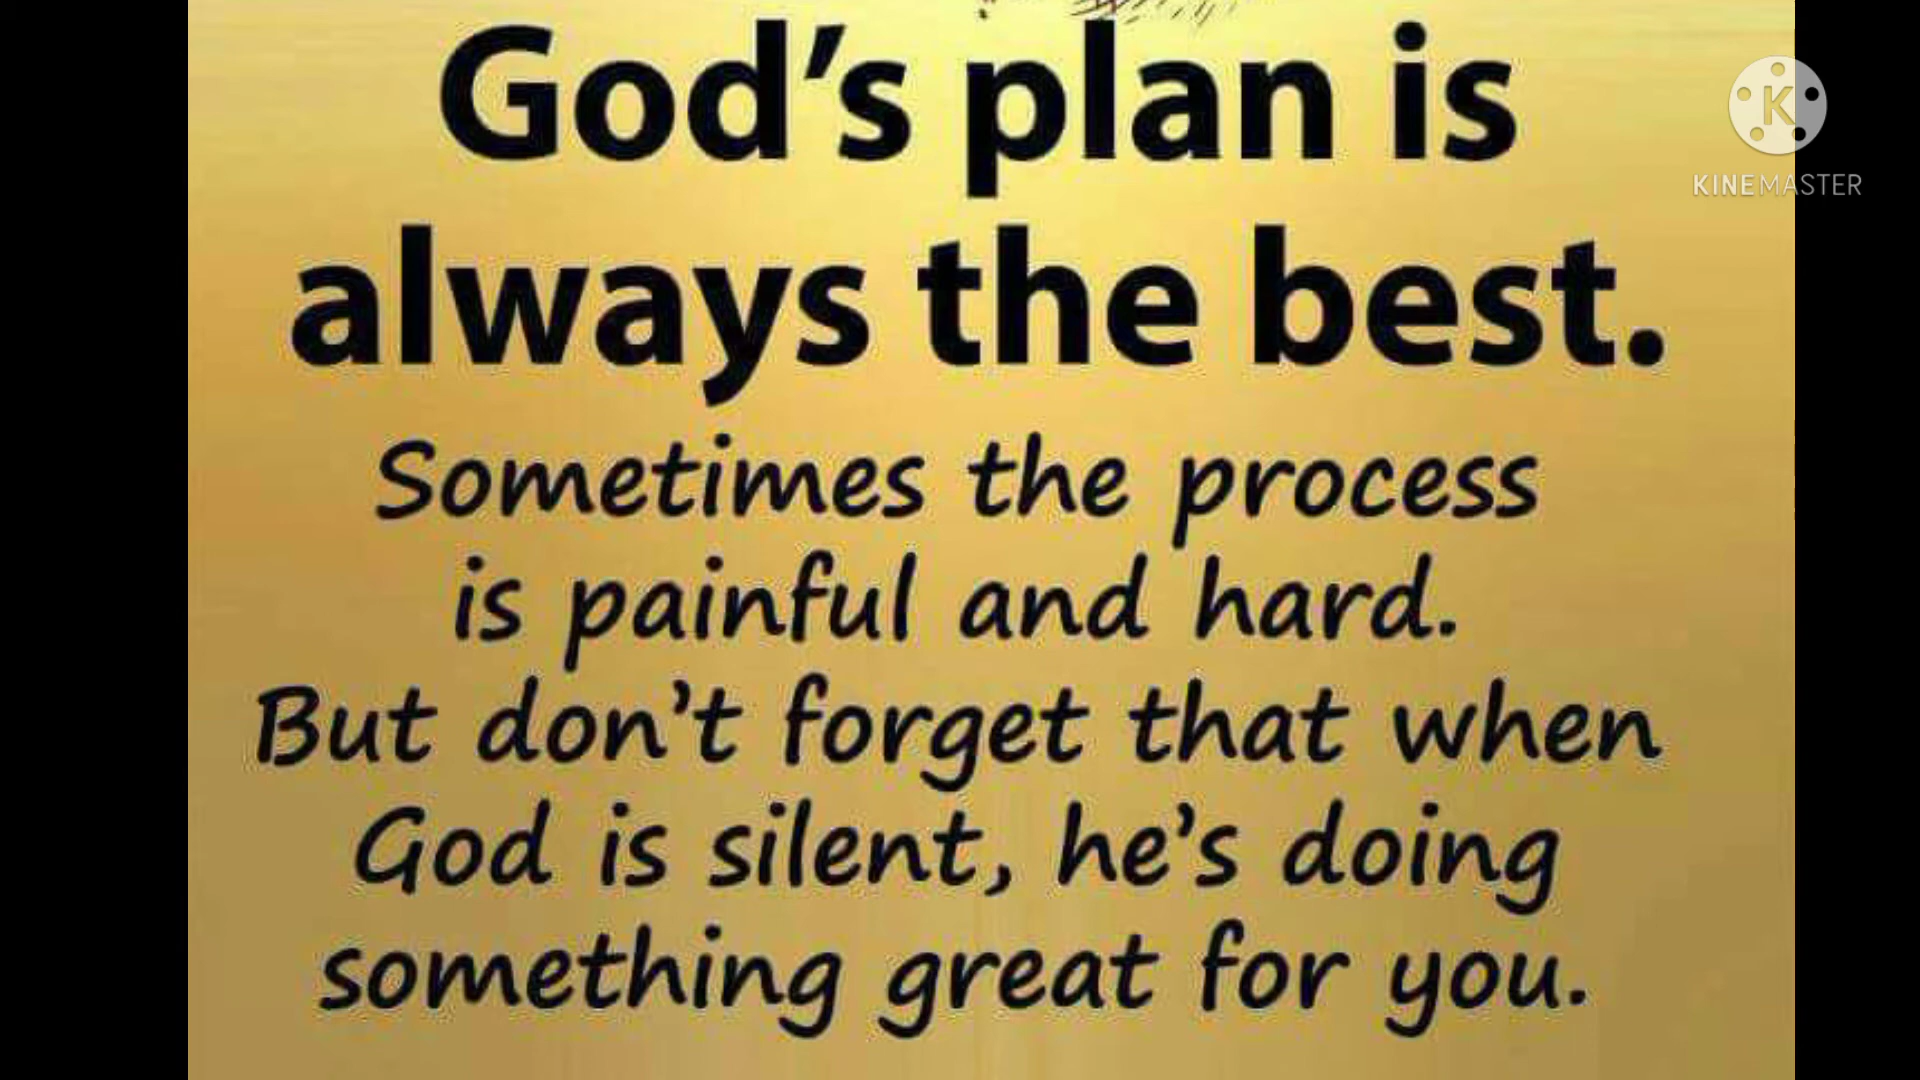 God's plan is
always the best.
Sometimes the process
is painful and hard.
But don't forget that when
God is silent, he's doing
something great for you.
K
KINEMASTER